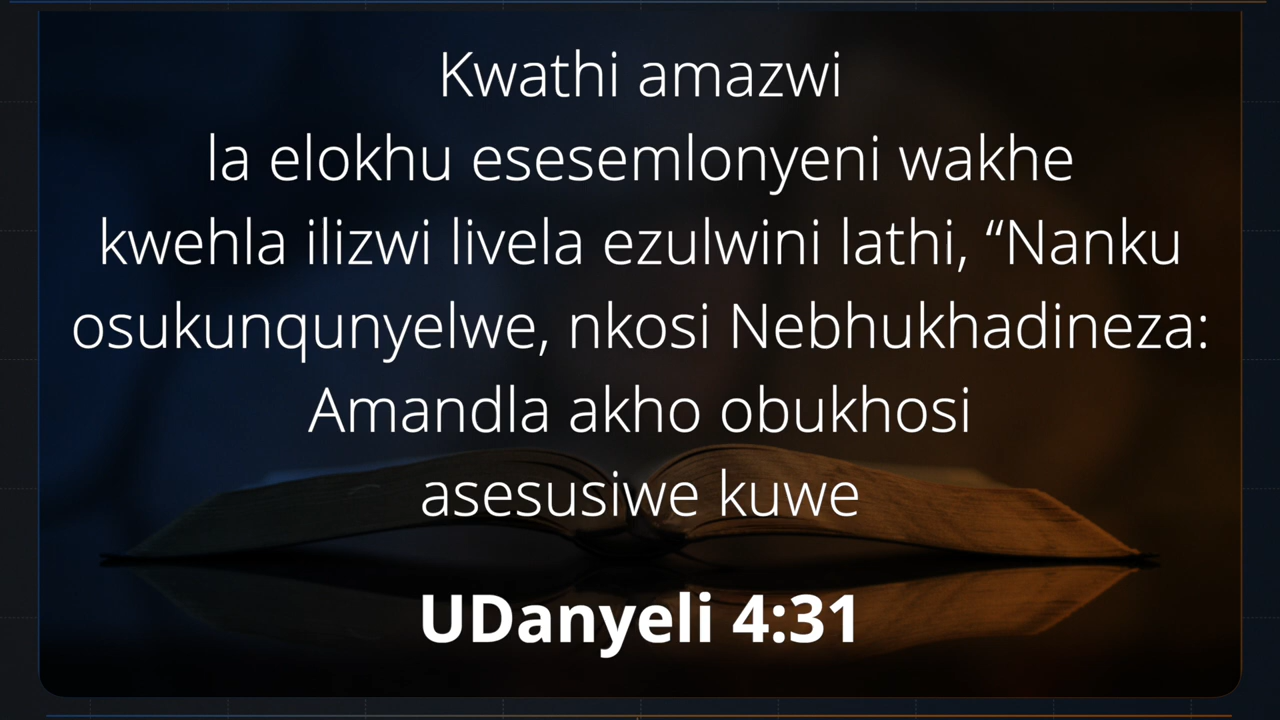 Kwathi amazwi
la elokhu esesemlonyeni wakhe
kwehla ilizwi livela ezulwini lathi, “Nanku
osukunqunyelwe, nkosi Nebhukhadineza:
Amandla akho obukhosi
asesusiwe kuwe
UDanyeli 4:31